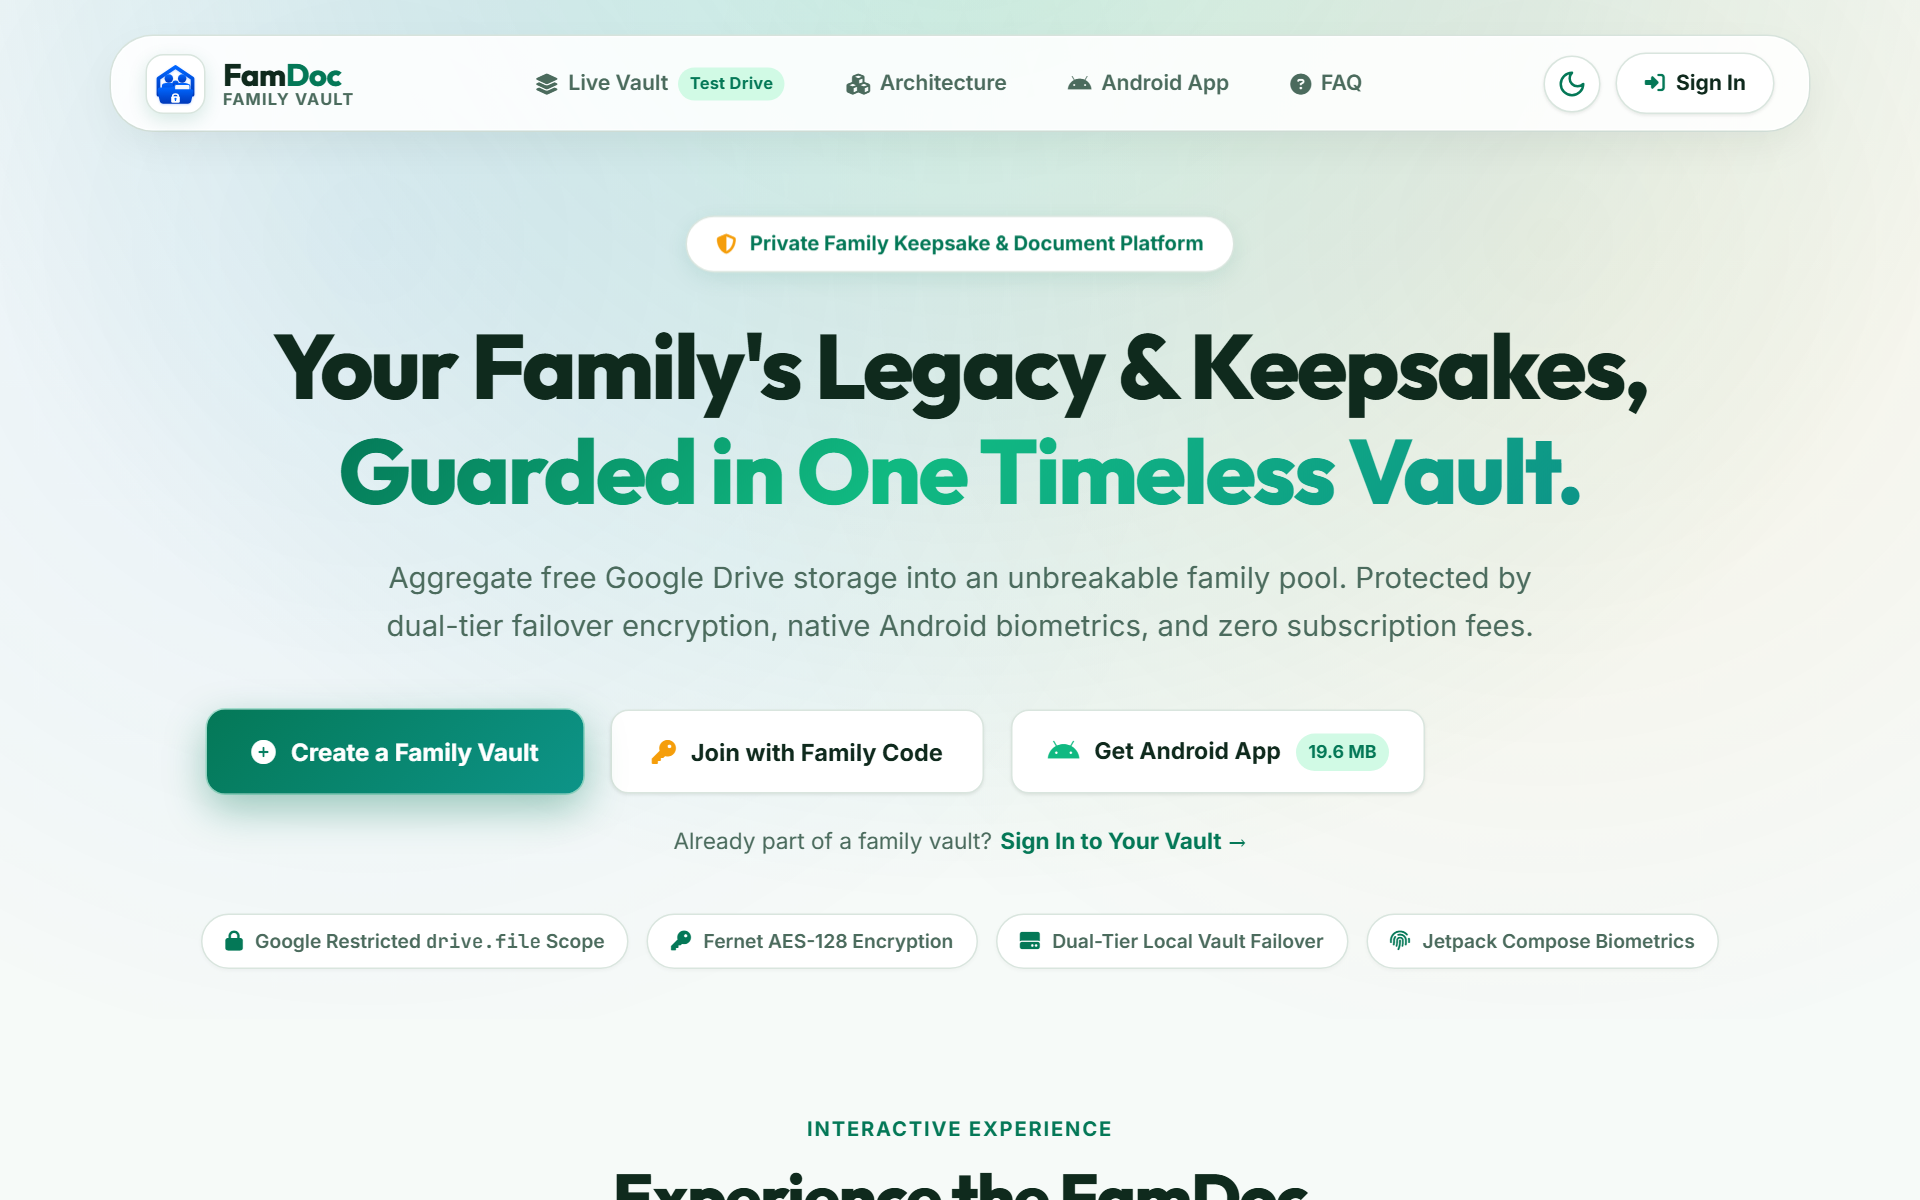 FamDoc
FAMILY VAULT
Live Vault Test Drive
Architecture
Android App
FAQ
Sign In
Private Family Keepsake & Document Platform
Your Family's Legacy & Keepsakes,
Guarded in One Timeless Vault.
Aggregate free Google Drive storage into an unbreakable family pool. Protected by
dual-tier failover encryption, native Android biometrics, and zero subscription fees.
Create a Family Vault
Join with Family Code
Get Android App 19.6 MB
Already part of a family vault? Sign In to Your Vault →
Google Restricted drive.file Scope
Fernet AES-128 Encryption
Dual-Tier Local Vault Failover
Jetpack Compose Biometrics
INTERACTIVE EXPERIENCE
Experience the FamDoc